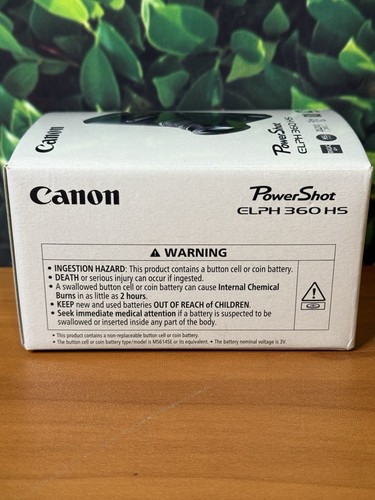 Canon
PowerShot
ELPH 360 HS
Canon
PowerShot
ELPH 360 HS
WARNING
• INGESTION HAZARD: This product contains a button cell or coin battery.
• DEATH or serious injury can occur if ingested.
• A swallowed button cell or coin battery can cause Internal Chemical
Burns in as little as 2 hours.
• KEEP new and used batteries OUT OF REACH of CHILDREN.
• Seek immediate medical attention if a battery is suspected to be
swallowed or inserted inside any part of the body.
• This product contains a non-replaceable button cell or coin battery.
• The button cell or coin battery type/model is MS614SE or its equivalent. • The battery nominal voltage is 3V.